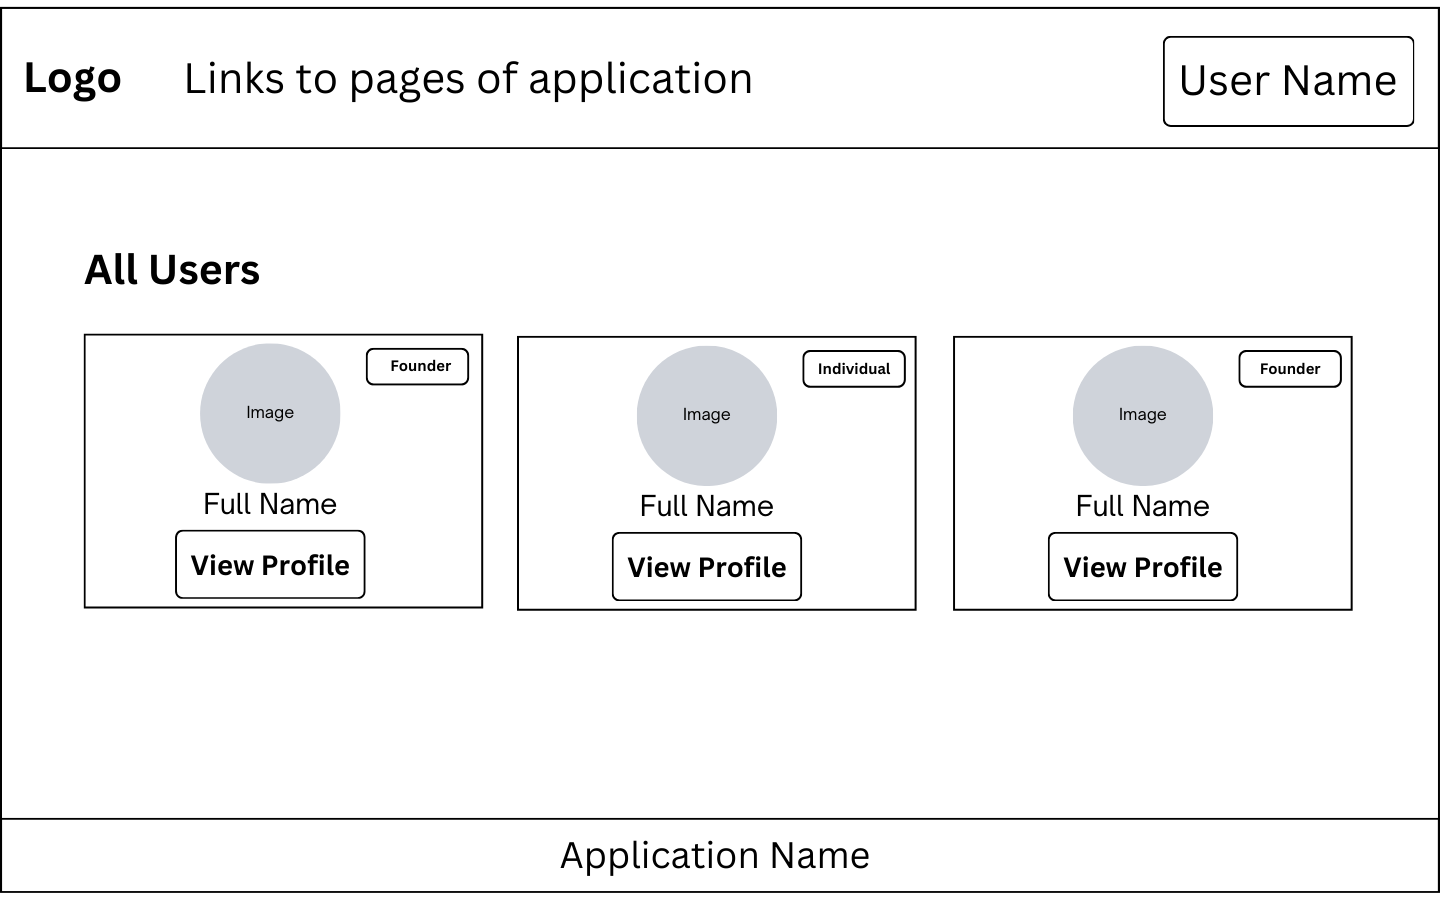 Logo
Links to pages of application
User Name
All Users
Founder
Image
Full Name
View Profile
Individual
Image
Full Name
View Profile
Founder
Image
Full Name
View Profile
Application Name